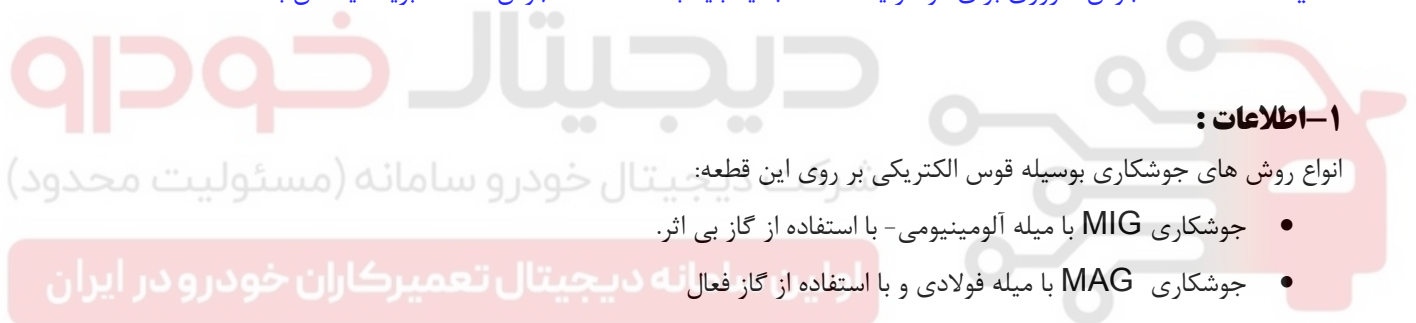 دیجیتال خودرو
۱–اطلاعات :
شرکت دیجیتال خودرو سامانه (مسئولیت محدود)
انواع روش های جوشکاری بوسیله قوس الکتریکی بر روی این قطعه:
• جوشکاری MIG با میله آلومینیومی- با استفاده از گاز بی اثر.
اولین سامانه دیجیتال تعمیرکاران خودرو در ایران
• جوشکاری MAG با میله فولادی و با استفاده از گاز فعال